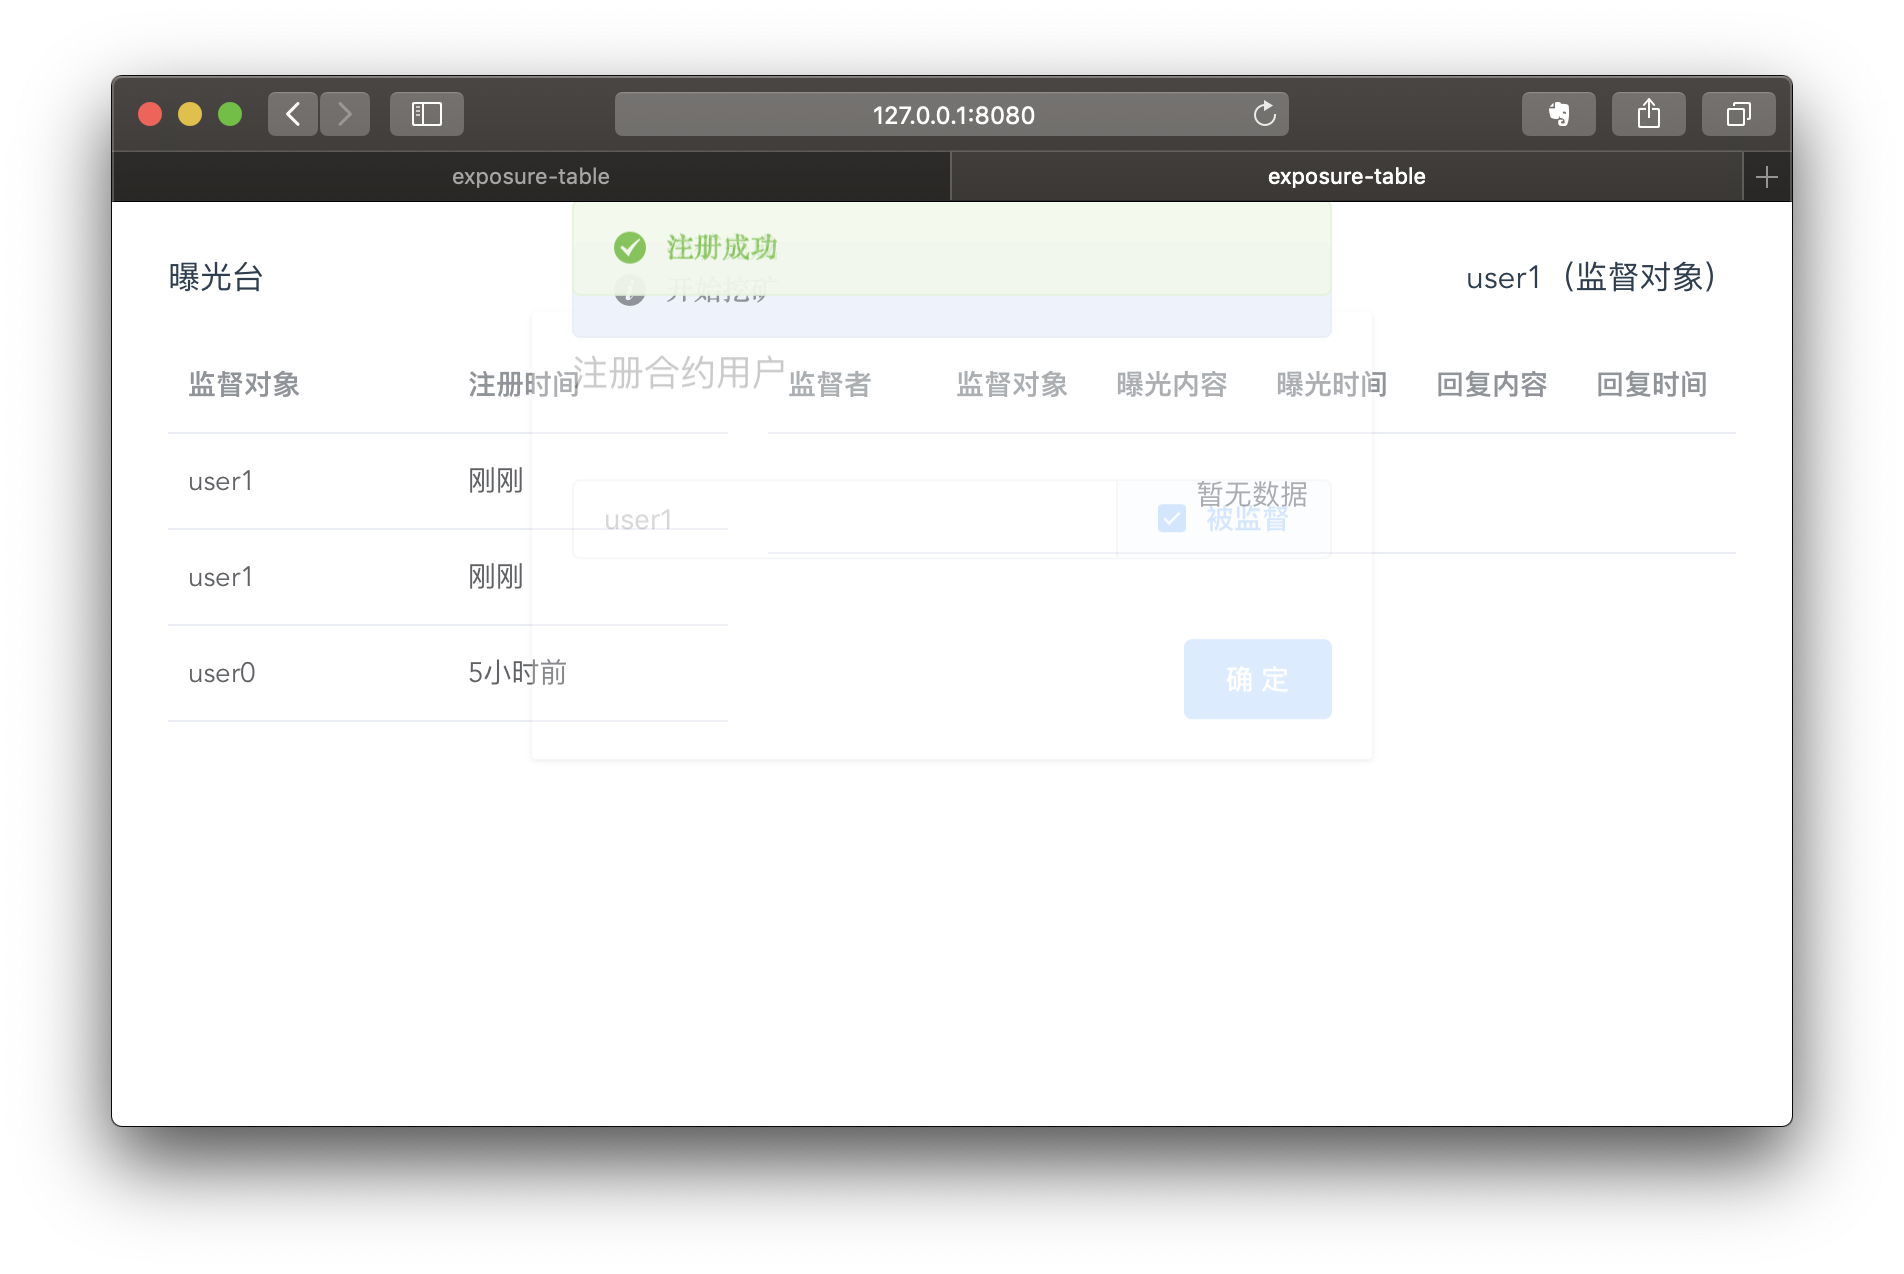 127.0.0.1:8080
exposure-table
exposure-table
注册成功
开始挖矿
曝光台
user1（监督对象）
注册合约用户
监督对象 注册时间
user1 刚刚
user1 刚刚
user0 5小时前
监督者 监督对象 曝光内容 曝光时间 回复内容 回复时间
暂无数据
user1
被监督
确定